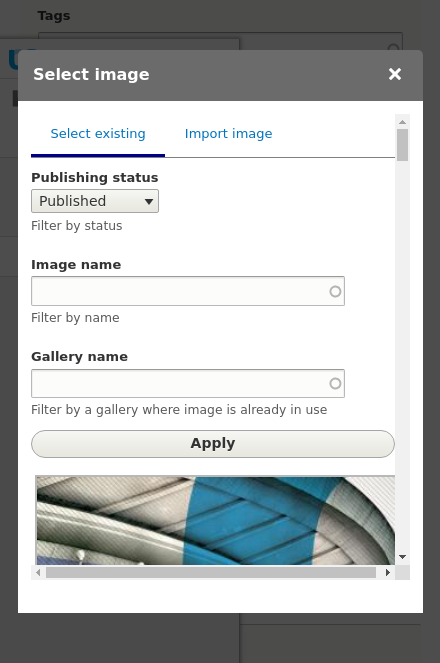 Tags
Select image
Select existing
Import image
Publishing status
Published
Filter by status
Image name
Filter by name
Gallery name
Filter by a gallery where image is already in use
Apply